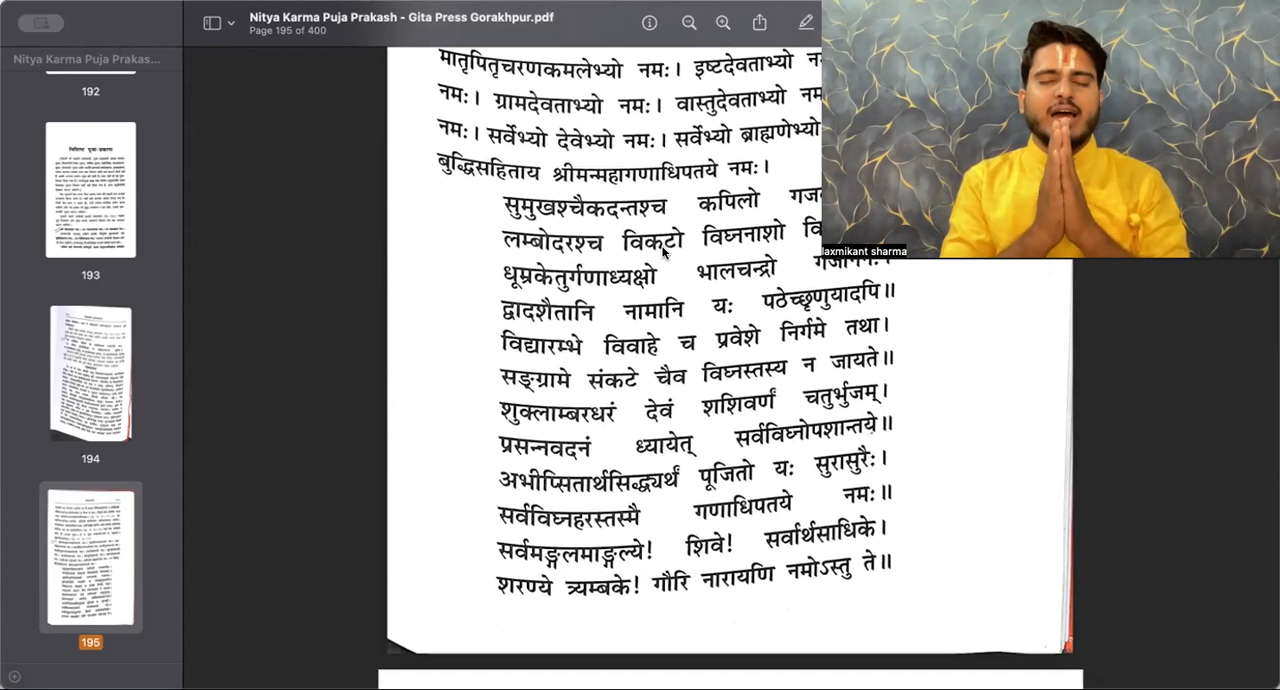 Nitya Karma Puja Prakash - Gita Press Gorakhpur.pdf
Page 195 of 400
Nitya Karma Puja Prakas...
192
193
194
195
मातृपितृचरणकमलेभ्यो नमः। इष्टदेवताभ्यो न
नमः। ग्रामदेवताभ्यो नमः। वास्तुदेवताभ्यो नम
नमः। सर्वेभ्यो देवेभ्यो नमः। सर्वेभ्यो ब्राह्मणेभ्यो
बुद्धिसहिताय श्रीमन्महागणाधिपतये नमः।
सुमुखश्चैकदन्तश्च कपिलो गज
लम्बोदरश्च विकटो विघ्ननाशो वि
धूम्रकेतुर्गणाध्यक्षो भालचन्द्रो गजाननः।
द्वादशैतानि नामानि यः पठेच्छृणुयादपि॥
विद्यारम्भे विवाहे च प्रवेशे निर्गमे तथा।
सङ्ग्रामे संकटे चैव विघ्नस्तस्य न जायते॥
शुक्लाम्बरधरं देवं शशिवर्णं चतुर्भुजम्।
प्रसन्नवदनं ध्यायेत् सर्वविघ्नोपशान्तये॥
अभीप्सितार्थसिद्ध्यर्थं पूजितो यः सुरासुरैः।
सर्वविघ्नहरस्तस्मै गणाधिपतये नमः॥
सर्वमङ्गलमाङ्गल्ये! शिवे! सर्वार्थसाधिके।
शरण्ये त्र्यम्बके! गौरि नारायणि नमोऽस्तु ते॥
laxmikant sharma